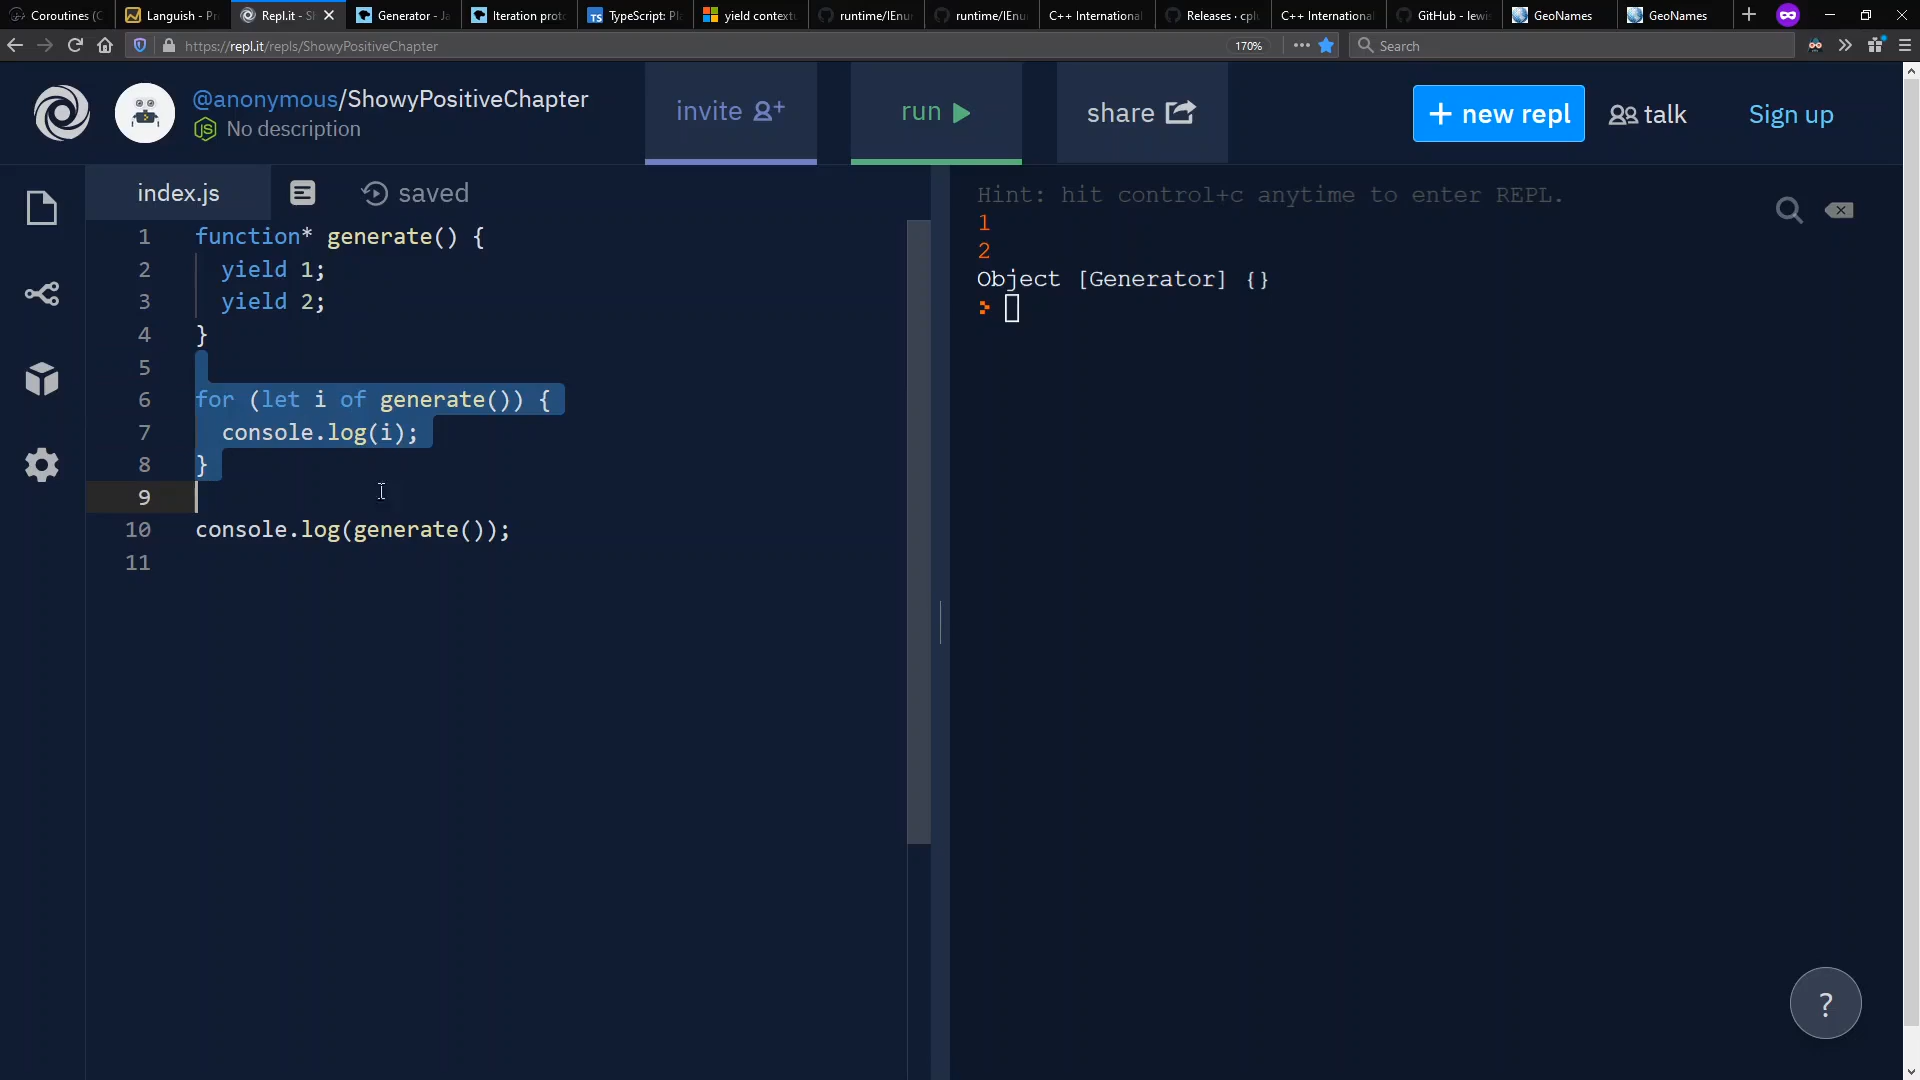 Coroutines (C
Languish - Pr
Repl.it - S
Generator - Ja
Iteration prot
TypeScript: Pl
yield contextu
runtime/IEnu
runtime/IEnu
C++ Internationa
Releases · cpl
C++ Internationa
GitHub - lewis
GeoNames
GeoNames
https://repl.it/repls/ShowyPositiveChapter
170%
Search
@anonymous/ShowyPositiveChapter
No description
invite
run
share
+ new repl
talk
Sign up
index.js
saved
1 function* generate() {
2 yield 1;
3 yield 2;
4 }
5
6 for (let i of generate()) {
7 console.log(i);
8 }
9
10 console.log(generate());
11
Hint: hit control+c anytime to enter REPL.
1
2
Object [Generator] {}
?